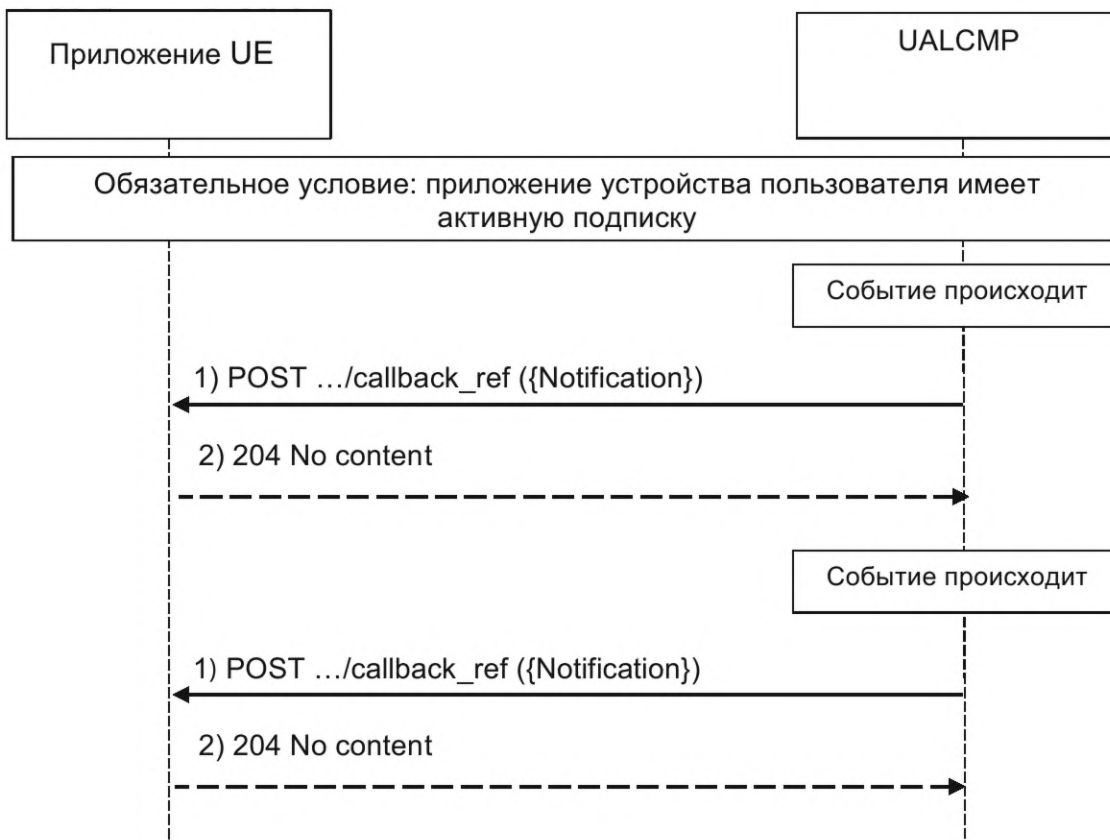 Приложение UE
UALCMP
Обязательное условие: приложение устройства пользователя имеет
активную подписку
Событие происходит
1) POST …/callback_ref ({Notification})
2) 204 No content
Событие происходит
1) POST …/callback_ref ({Notification})
2) 204 No content